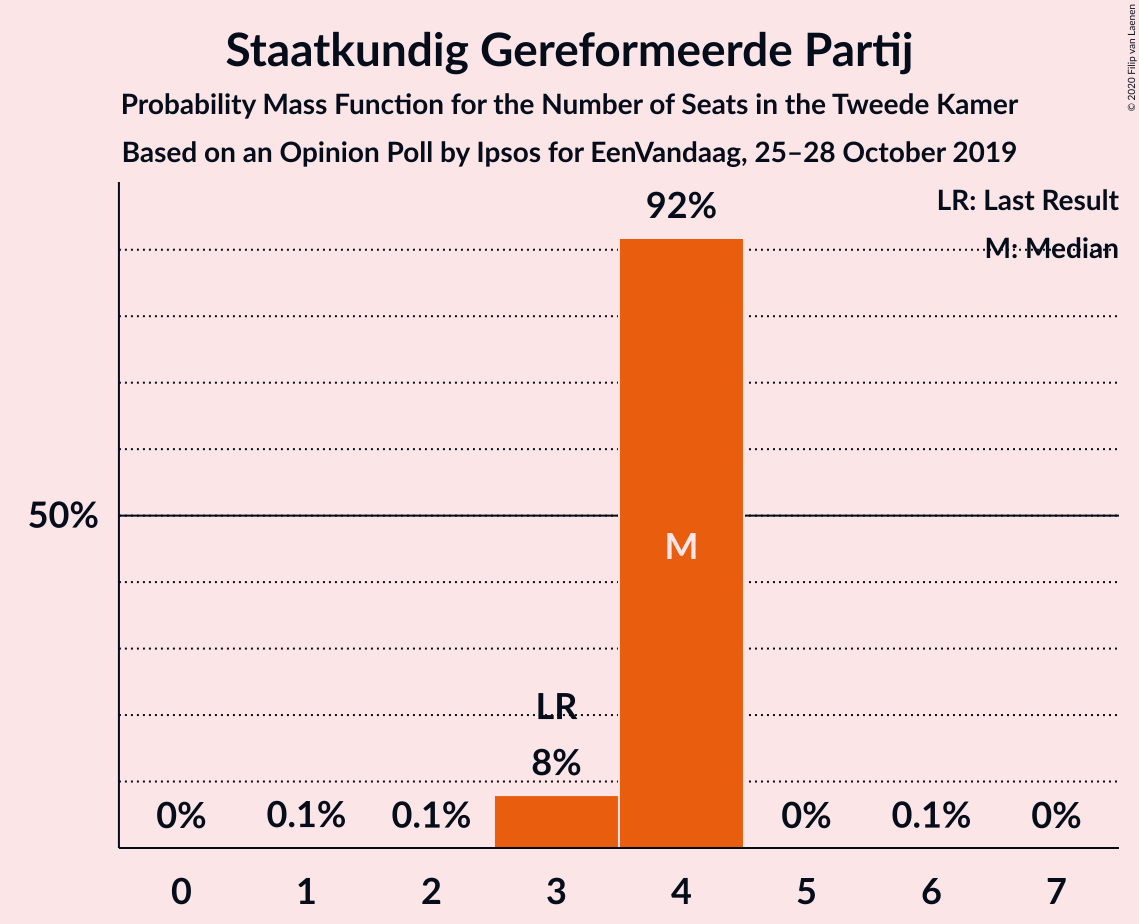 Staatkundig Gereformeerde Partij
Probability Mass Function for the Number of Seats in the Tweede Kamer
Based on an Opinion Poll by Ipsos for EenVandaag, 25–28 October 2019
© 2020 Filip van Laenen
LR: Last Result
M: Median
92%
50%
M
LR
8%
0% 0.1% 0.1% 0% 0.1% 0%
0 1 2 3 4 5 6 7